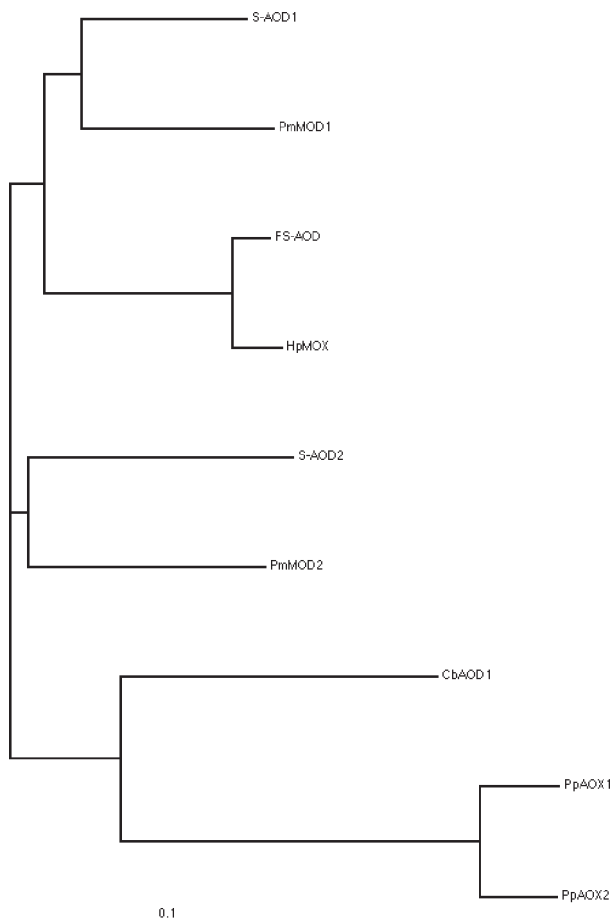 S-AOD1
PmMOD1
FS-AOD
HpMOX
S-AOD2
PmMOD2
CbAOD1
PpAOX1
PpAOX2
0.1